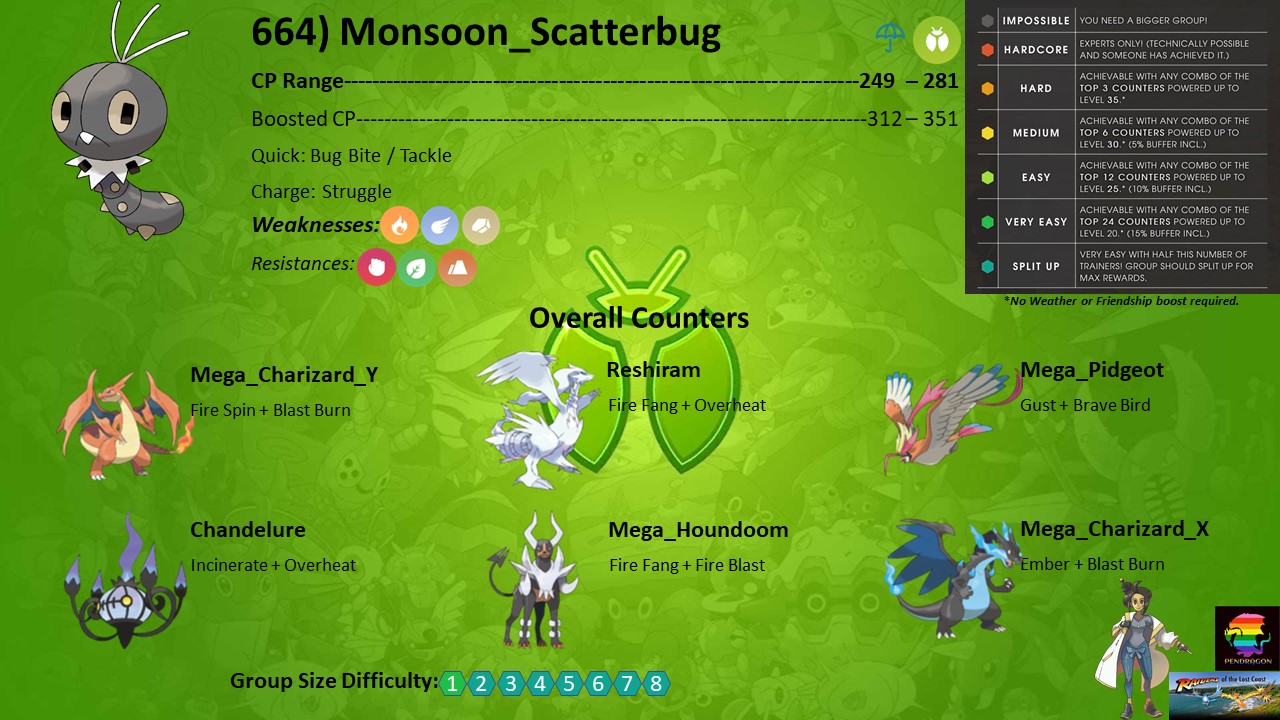 664) Monsoon_Scatterbug
CP Range---------------------------------------------------------------------------249 – 281
Boosted CP--------------------------------------------------------------------------312 – 351
Quick: Bug Bite / Tackle
Charge: Struggle
Weaknesses:
Resistances:
IMPOSSIBLE YOU NEED A BIGGER GROUP!
HARDCORE EXPERTS ONLY! (TECHNICALLY POSSIBLE
AND SOMEONE HAS ACHIEVED IT.)
HARD ACHIEVABLE WITH ANY COMBO OF THE
TOP 3 COUNTERS POWERED UP TO
LEVEL 35.*
MEDIUM ACHIEVABLE WITH ANY COMBO OF THE
TOP 6 COUNTERS POWERED UP TO
LEVEL 30.* (5% BUFFER INCL.)
EASY ACHIEVABLE WITH ANY COMBO OF THE
TOP 12 COUNTERS POWERED UP TO
LEVEL 25.* (10% BUFFER INCL.)
VERY EASY ACHIEVABLE WITH ANY COMBO OF THE
TOP 24 COUNTERS POWERED UP TO
LEVEL 20.* (15% BUFFER INCL.)
SPLIT UP VERY EASY WITH HALF THIS NUMBER OF
TRAINERS! GROUP SHOULD SPLIT UP FOR
MAX REWARDS.
*No Weather or Friendship boost required.
Overall Counters
Mega_Charizard_Y
Fire Spin + Blast Burn
Reshiram
Fire Fang + Overheat
Mega_Pidgeot
Gust + Brave Bird
Chandelure
Incinerate + Overheat
Mega_Houndoom
Fire Fang + Fire Blast
Mega_Charizard_X
Ember + Blast Burn
Group Size Difficulty: 1 2 3 4 5 6 7 8
PENDROGON
RAIDERS of the Lost Coast